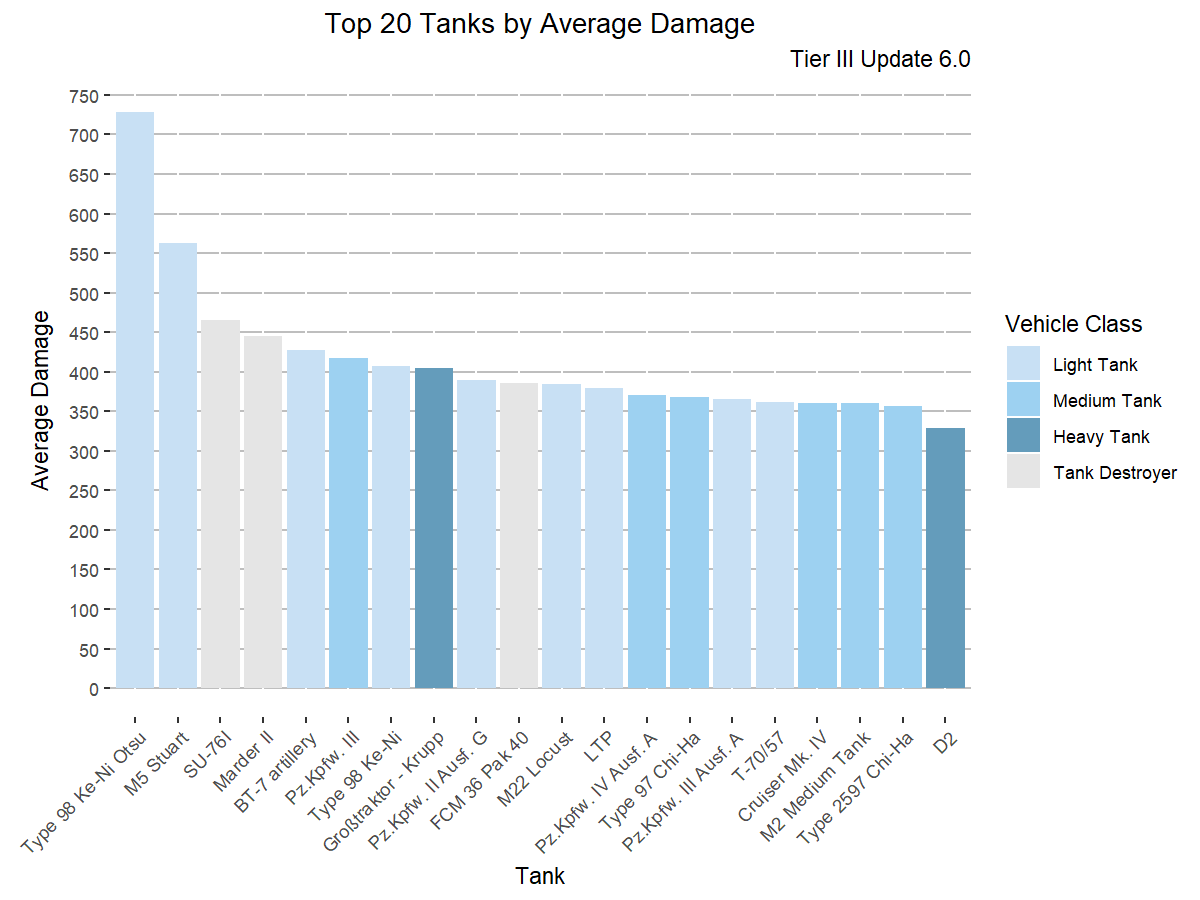 Top 20 Tanks by Average Damage
Tier III Update 6.0
Average Damage
750
700
650
600
550
500
450
400
350
300
250
200
150
100
50
0
Type 98 Ke-Ni Otsu
M5 Stuart
SU-76I
Marder II
BT-7 artillery
Pz.Kpfw. III
Type 98 Ke-Ni
Großtraktor - Krupp
Pz.Kpfw. II Ausf. G
FCM 36 Pak 40
M22 Locust
LTP
Pz.Kpfw. IV Ausf. A
Type 97 Chi-Ha
Pz.Kpfw. III Ausf. A
T-70/57
Cruiser Mk. IV
M2 Medium Tank
Type 2597 Chi-Ha
D2
Tank
Vehicle Class
Light Tank
Medium Tank
Heavy Tank
Tank Destroyer